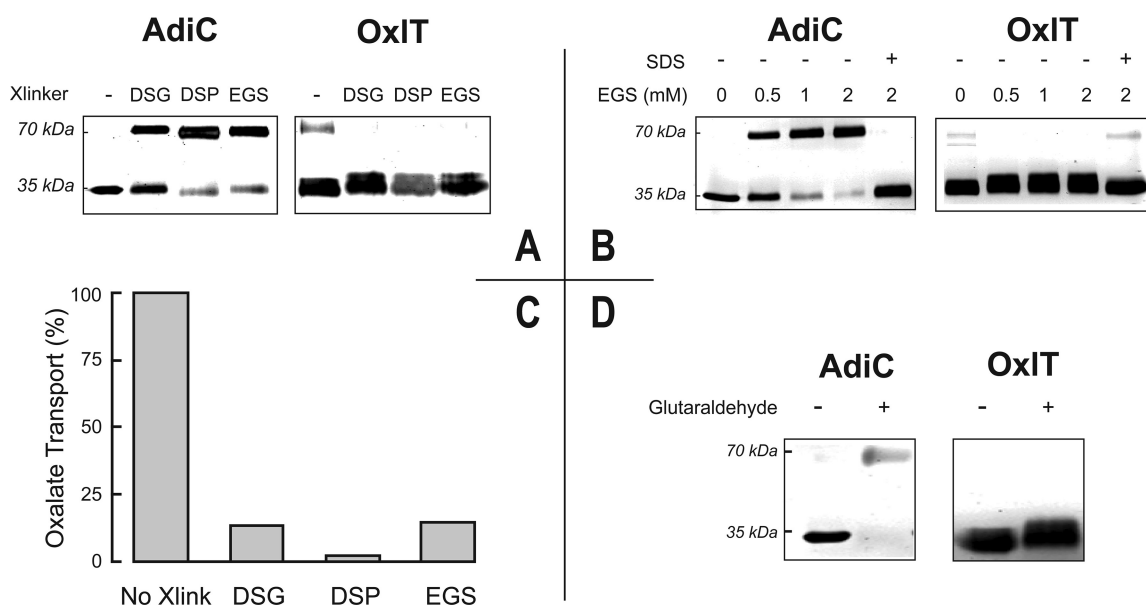 AdiC OxlT
Xlinker - DSG DSP EGS - DSG DSP EGS
70 kDa
35 kDa
A
AdiC OxlT
SDS - - - - + - - - - +
EGS (mM) 0 0.5 1 2 2 0 0.5 1 2 2
70 kDa
35 kDa
B
C
Oxalate Transport (%)
100
75
50
25
0
No Xlink DSG DSP EGS
D
AdiC OxlT
Glutaraldehyde - + - +
70 kDa
35 kDa